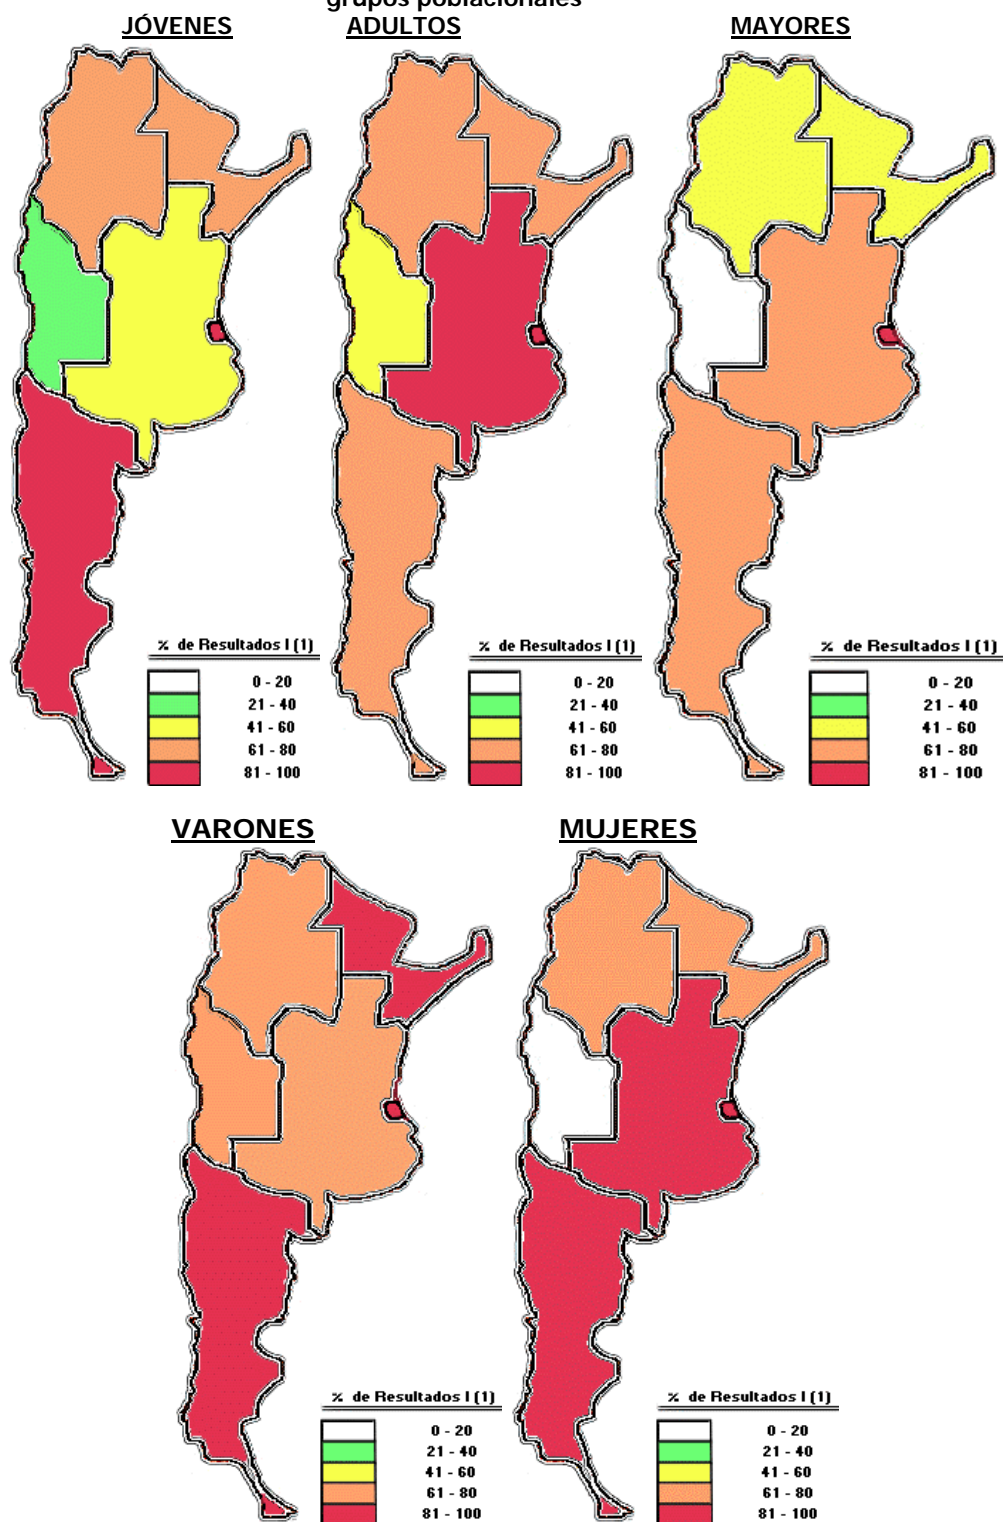 grupos poblacionales
JÓVENES
ADULTOS
MAYORES
% de Resultados I (1)
0 - 20
21 - 40
41 - 60
61 - 80
81 - 100
% de Resultados I (1)
0 - 20
21 - 40
41 - 60
61 - 80
81 - 100
% de Resultados I (1)
0 - 20
21 - 40
41 - 60
61 - 80
81 - 100
VARONES
MUJERES
% de Resultados I (1)
0 - 20
21 - 40
41 - 60
61 - 80
81 - 100
% de Resultados I (1)
0 - 20
21 - 40
41 - 60
61 - 80
81 - 100